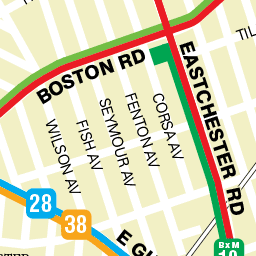 BOSTON RD
EASTCHESTER RD
CORSA AV
FENTON AV
SEYMOUR AV
FISH AV
WILSON AV
28
38
BxM